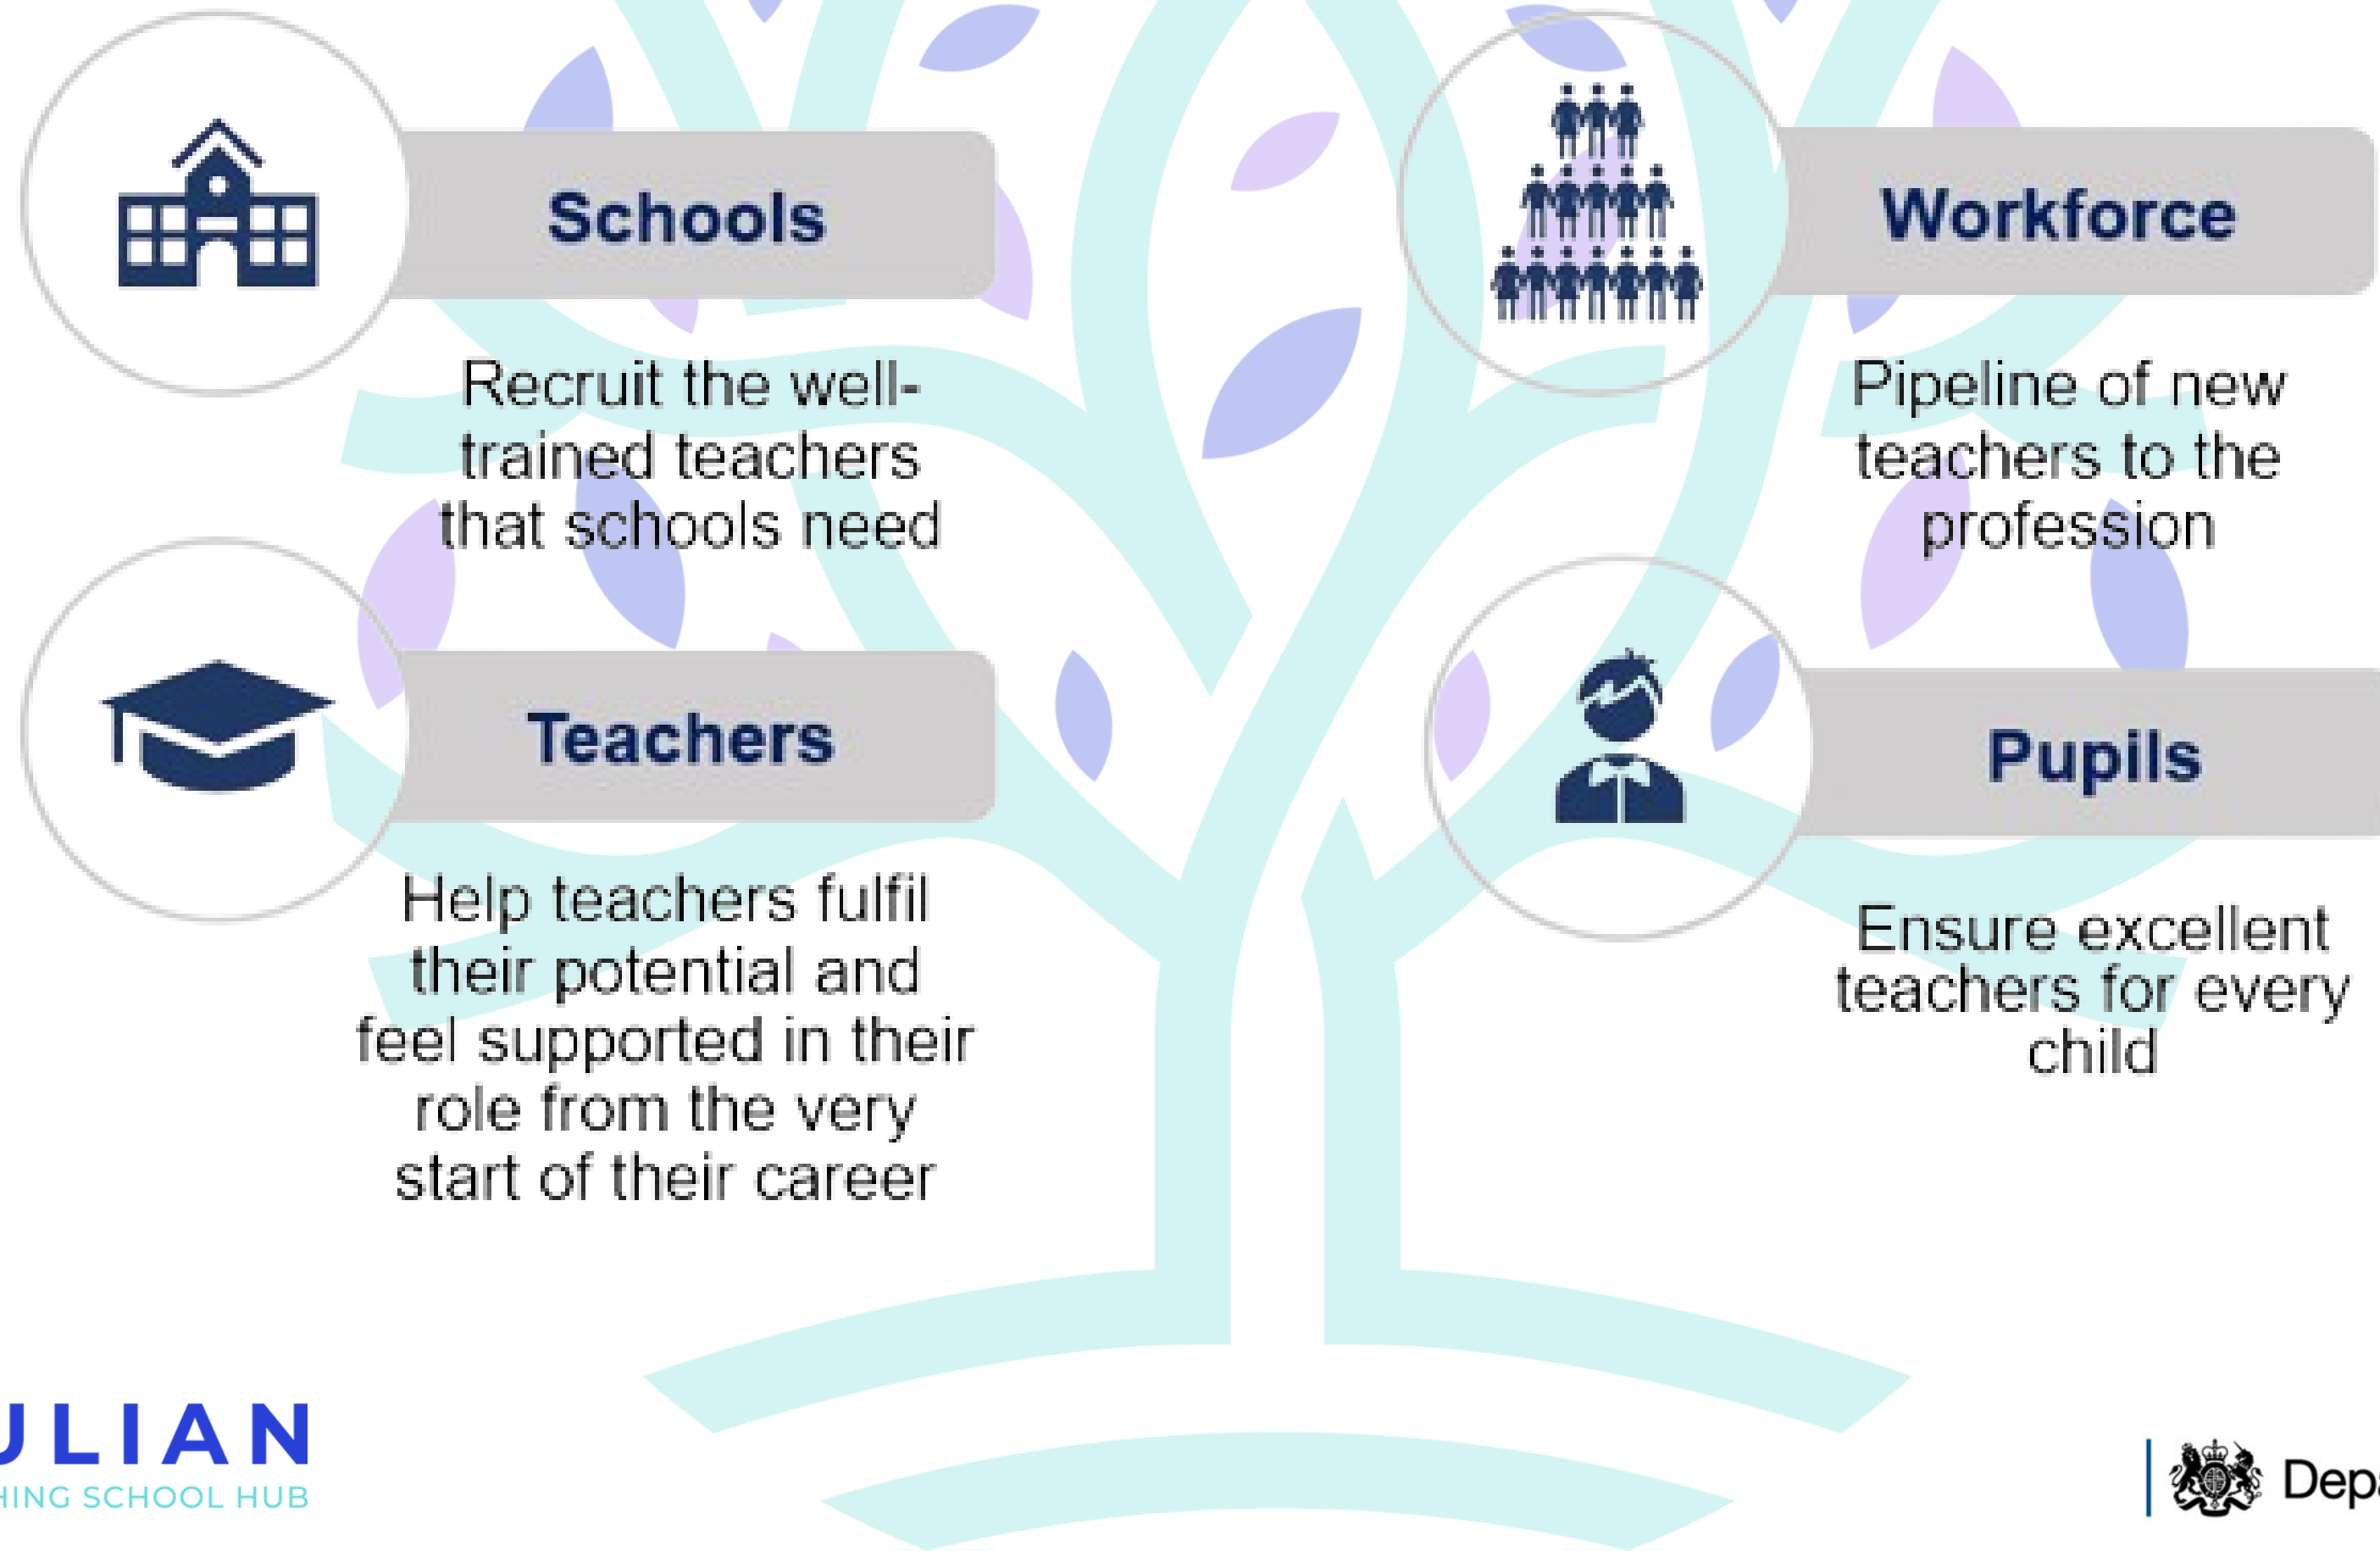 Schools
Recruit the well-
trained teachers
that schools need
Workforce
Pipeline of new
teachers to the
profession
Teachers
Help teachers fulfil
their potential and
feel supported in their
role from the very
start of their career
Pupils
Ensure excellent
teachers for every
child
ULIAN
HING SCHOOL HUB
Depa